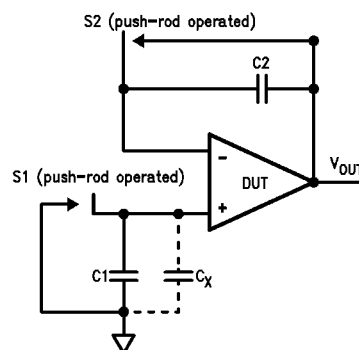 S2 (push-rod operated)
C2
S1 (push-rod operated)
-
DUT
VOUT
+
C1
CX